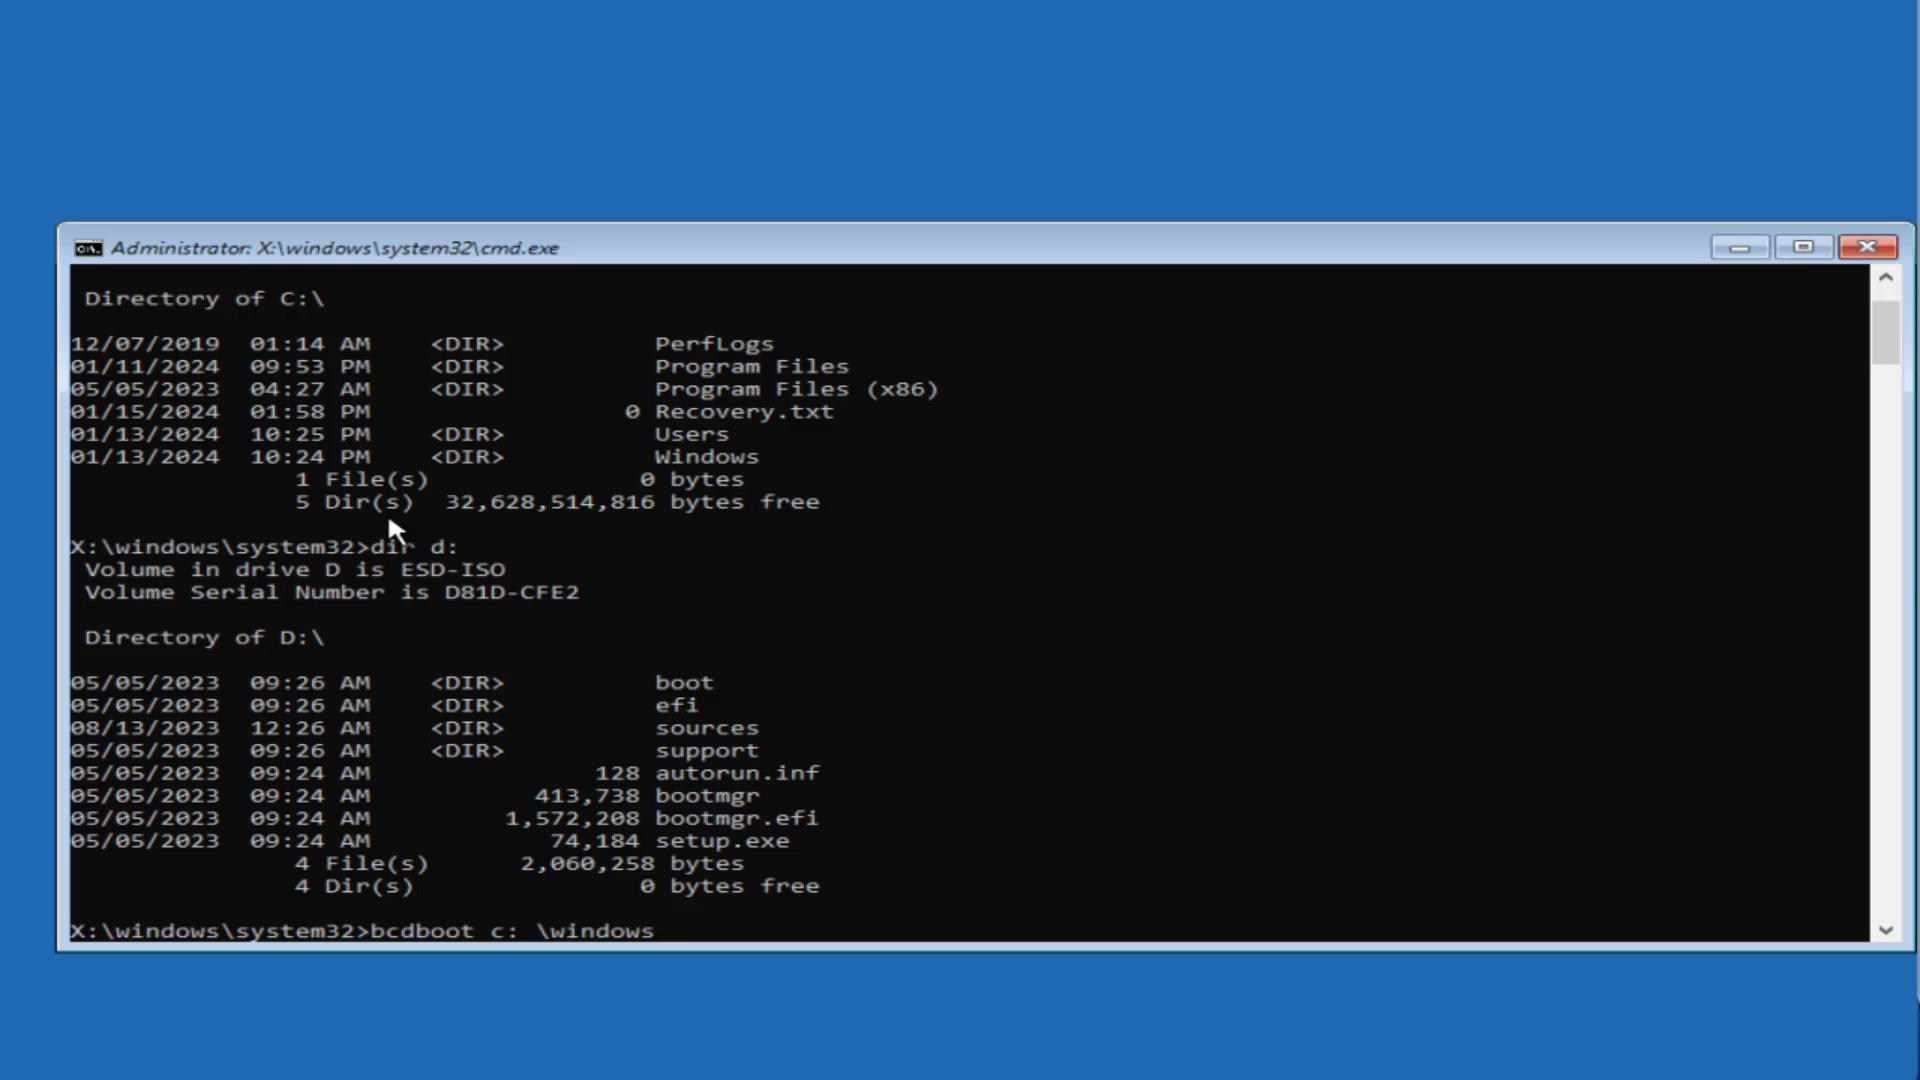 Administrator: X:\windows\system32\cmd.exe
Directory of C:\
12/07/2019 01:14 AM <DIR> PerfLogs
01/11/2024 09:53 PM <DIR> Program Files
05/05/2023 04:27 AM <DIR> Program Files (x86)
01/15/2024 01:58 PM 0 Recovery.txt
01/13/2024 10:25 PM <DIR> Users
01/13/2024 10:24 PM <DIR> Windows
1 File(s) 0 bytes
5 Dir(s) 32,628,514,816 bytes free
X:\windows\system32>dir d:
Volume in drive D is ESD-ISO
Volume Serial Number is D81D-CFE2
Directory of D:\
05/05/2023 09:26 AM <DIR> boot
05/05/2023 09:26 AM <DIR> efi
08/13/2023 12:26 AM <DIR> sources
05/05/2023 09:26 AM <DIR> support
05/05/2023 09:24 AM 128 autorun.inf
05/05/2023 09:24 AM 413,738 bootmgr
05/05/2023 09:24 AM 1,572,208 bootmgr.efi
05/05/2023 09:24 AM 74,184 setup.exe
4 File(s) 2,060,258 bytes
4 Dir(s) 0 bytes free
X:\windows\system32>bcdboot c: \windows